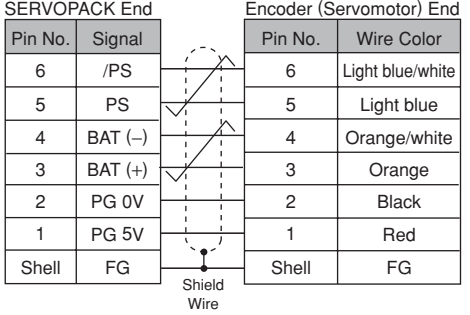 SERVOPACK End
Encoder (Servomotor) End
Pin No. Signal Pin No. Wire Color
6 /PS 6 Light blue/white
5 PS 5 Light blue
4 BAT (−) 4 Orange/white
3 BAT (+) 3 Orange
2 PG 0V 2 Black
1 PG 5V 1 Red
Shell FG Shell FG
Shield
Wire